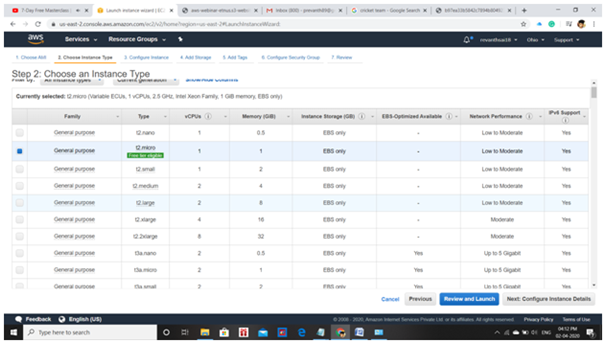 7-Day Free Masterclass
Launch instance wizard | EC
aws-webinar-elinux.s3-websi
Inbox
cricket team - Google Search
us-east-2.console.aws.amazon.com/ec2/v2/home?region=us-east-2#LaunchInstanceWizard:
aws Services Resource Groups Ohio Support
1. Choose AMI 2. Choose Instance Type 3. Configure Instance 4. Add Storage 5. Add Tags 6. Configure Security Group 7. Review
Step 2: Choose an Instance Type
Filter by: All instance types Current generation Show/Hide Columns
Currently selected: t2.micro (Variable ECUs, 1 vCPUs, 2.5 GHz, Intel Xeon Family, 1 GiB memory, EBS only)
Family Type vCPUs Memory (GiB) Instance Storage (GB) EBS-Optimized Available Network Performance IPv6 Support
General purpose t2.nano 1 0.5 EBS only - Low to Moderate Yes
General purpose t2.micro 1 1 EBS only - Low to Moderate Yes
Free tier eligible
General purpose t2.small 1 2 EBS only - Low to Moderate Yes
General purpose t2.medium 2 4 EBS only - Low to Moderate Yes
General purpose t2.large 2 8 EBS only - Low to Moderate Yes
General purpose t2.xlarge 4 16 EBS only - Moderate Yes
General purpose t2.2xlarge 8 32 EBS only - Moderate Yes
General purpose t3a.nano 2 0.5 EBS only Yes Up to 5 Gigabit Yes
General purpose t3a.micro 2 1 EBS only Yes Up to 5 Gigabit Yes
General purpose t3a.small 2 2 EBS only Yes Up to 5 Gigabit Yes
Cancel Previous Review and Launch Next: Configure Instance Details
Feedback English (US) © 2008 - 2020, Amazon Internet Services Private Ltd. or its affiliates. All rights reserved. Privacy Policy Terms of Use
Type here to search ENG 04:12 PM
02-04-2020